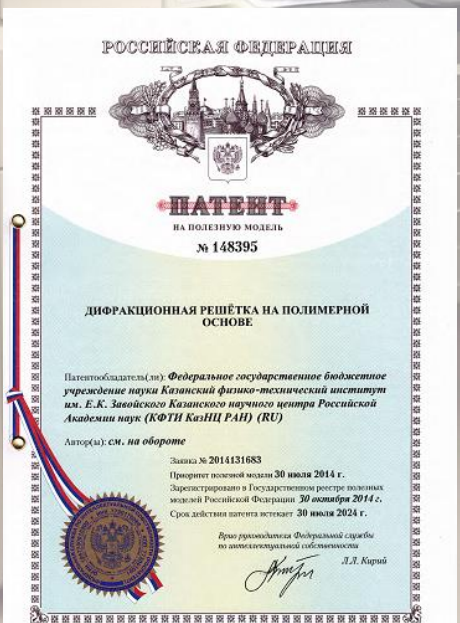 РОССИЙСКАЯ ФЕДЕРАЦИЯ
ПАТЕНТ
НА ПОЛЕЗНУЮ МОДЕЛЬ
№ 148395
ДИФРАКЦИОННАЯ РЕШЁТКА НА ПОЛИМЕРНОЙ
ОСНОВЕ
Патентообладатель(ли): Федеральное государственное бюджетное
учреждение науки Казанский физико-технический институт
им. Е.К. Завойского Казанского научного центра Российской
Академии наук (КФТИ КазНЦ РАН) (RU)
Автор(ы): см. на обороте
Заявка № 2014131683
Приоритет полезной модели 30 июля 2014 г.
Зарегистрировано в Государственном реестре полезных
моделей Российской Федерации 30 октября 2014 г.
Срок действия патента истекает 30 июля 2024 г.
Врио руководителя Федеральной службы
по интеллектуальной собственности
Л.Л. Кирий